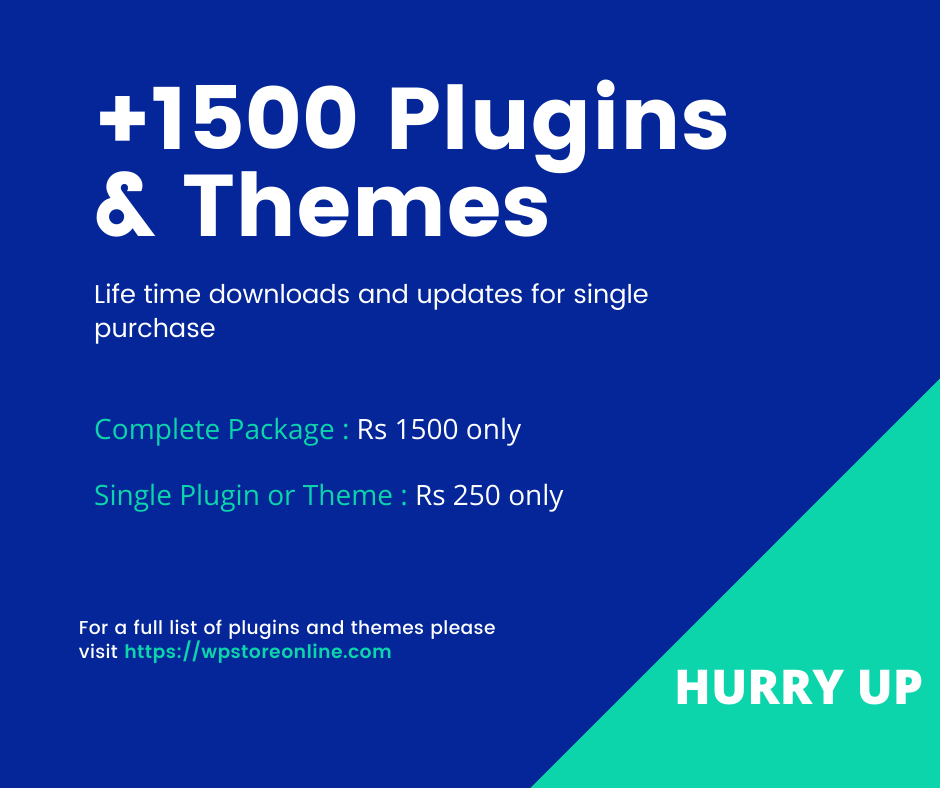 +1500 Plugins
& Themes
Life time downloads and updates for single
purchase
Complete Package : Rs 1500 only
Single Plugin or Theme : Rs 250 only
For a full list of plugins and themes please
visit https://wpstoreonline.com
HURRY UP